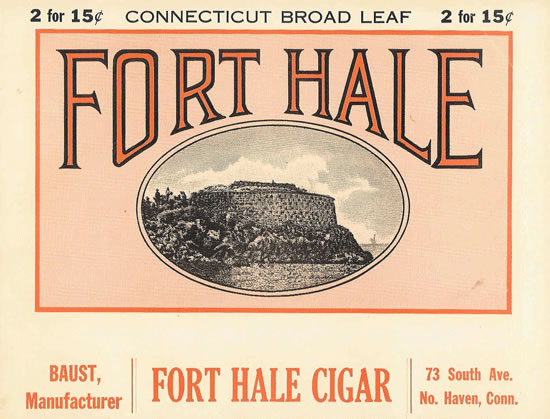 2 for 15¢ CONNECTICUT BROAD LEAF 2 for 15¢
FORT HALE
BAUST,
Manufacturer
FORT HALE CIGAR
73 South Ave.
No. Haven, Conn.